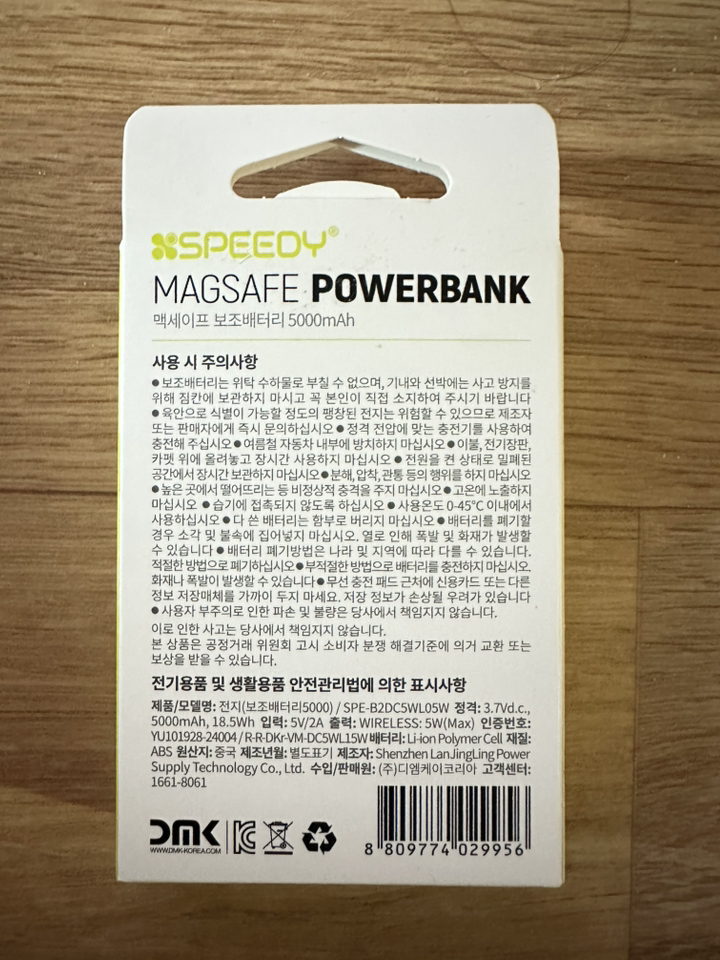 SPEEDY®
MAGSAFE POWERBANK
맥세이프 보조배터리 5000mAh
사용 시 주의사항
● 보조배터리는 위탁 수하물로 부칠 수 없으며, 기내와 선박에는 사고 방지를
위해 짐칸에 보관하지 마시고 꼭 본인이 직접 소지하여 주시기 바랍니다
● 육안으로 식별이 가능할 정도의 팽창된 전지는 위험할 수 있으므로 제조자
또는 판매자에게 즉시 문의하십시오 ● 정격 전압에 맞는 충전기를 사용하여
충전해 주십시오 ● 여름철 자동차 내부에 방치하지 마십시오 ● 이불, 전기장판,
카펫 위에 올려놓고 장시간 사용하지 마십시오 ● 전원을 켠 상태로 밀폐된
공간에서 장시간 보관하지 마십시오 ● 분해, 압착, 관통 등의 행위를 하지 마십시오
● 높은 곳에서 떨어뜨리는 등 비정상적 충격을 주지 마십시오 ● 고온에 노출하지
마십시오 ● 습기에 접촉되지 않도록 하십시오 ● 사용온도 0-45℃ 이내에서
사용하십시오 ● 다 쓴 배터리는 함부로 버리지 마십시오 ● 배터리를 폐기할
경우 소각 및 불속에 집어넣지 마십시오. 열로 인해 폭발 및 화재가 발생할
수 있습니다 ● 배터리 폐기방법은 나라 및 지역에 따라 다를 수 있습니다.
적절한 방법으로 폐기하십시오 ● 부적절한 방법으로 배터리를 충전하지 마십시오.
화재나 폭발이 발생할 수 있습니다 ● 무선 충전 패드 근처에 신용카드 또는 다른
정보 저장매체를 가까이 두지 마세요. 저장 정보가 손상될 우려가 있습니다
● 사용자 부주의로 인한 파손 및 불량은 당사에서 책임지지 않습니다.
이로 인한 사고는 당사에서 책임지지 않습니다.
본 상품은 공정거래 위원회 고시 소비자 분쟁 해결기준에 의거 교환 또는
보상을 받을 수 있습니다.
전기용품 및 생활용품 안전관리법에 의한 표시사항
제품/모델명: 전지(보조배터리5000) / SPE-B2DC5WL05W 정격: 3.7Vd.c.,
5000mAh, 18.5Wh 입력: 5V/2A 출력: WIRELESS: 5W(Max) 인증번호:
YU101928-24004 / R-R-DKr-VM-DC5WL15W 배터리: Li-ion Polymer Cell 재질:
ABS 원산지: 중국 제조년월: 별도표기 제조자: Shenzhen LanJingLing Power
Supply Technology Co., Ltd. 수입/판매원: (주)디엠케이코리아 고객센터:
1661-8061
DMK
WWW.DMK-KOREA.COM
8 809774 029956